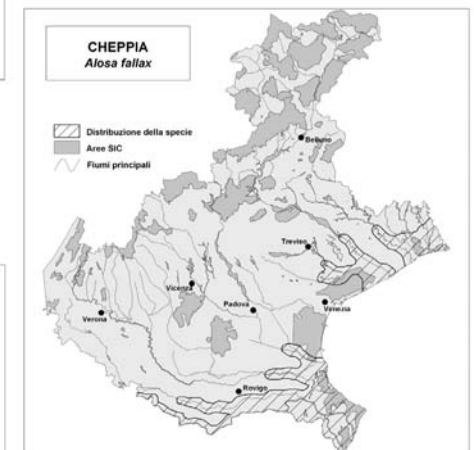 CHEPPIA
Alosa fallax
Distribuzione della specie
Aree SIC
Fiumi principali
Belluno
Treviso
Vicenza
Padova
Venezia
Verona
Rovigo